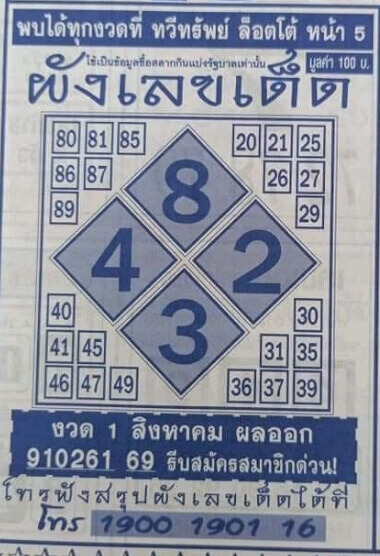 พบได้ทุกงวดที่ ทวีทรัพย์ ล็อตโต้ หน้า 5
ใช้เป็นข้อมูลซื้อสลากกินแบ่งรัฐบาลเท่านั้น
มูลค่า 100 บ.
ผังเลขเด็ด
80 81 85
20 21 25
86 87
26 27
89
29
8
4 2
3
40
30
41 45
31 35
46 47 49
36 37 39
งวด 1 สิงหาคม ผลออก
910261 69 รีบสมัครสมาชิกด่วน!
โทรฟังสรุปผังเลขเด็ดได้ที่
โทร 1900 1901 16